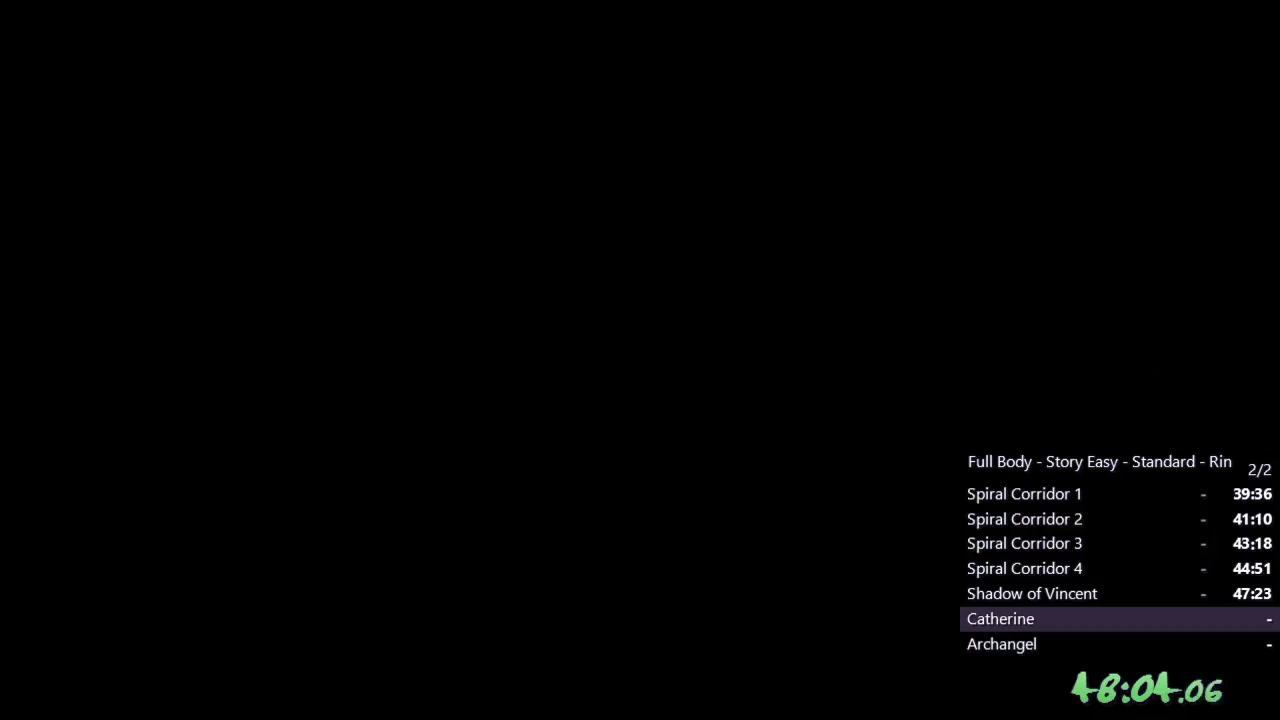 Full Body - Story Easy - Standard - Rin 2/2
Spiral Corridor 1 - 39:36
Spiral Corridor 2 - 41:10
Spiral Corridor 3 - 43:18
Spiral Corridor 4 - 44:51
Shadow of Vincent - 47:23
Catherine -
Archangel -
48:04.06